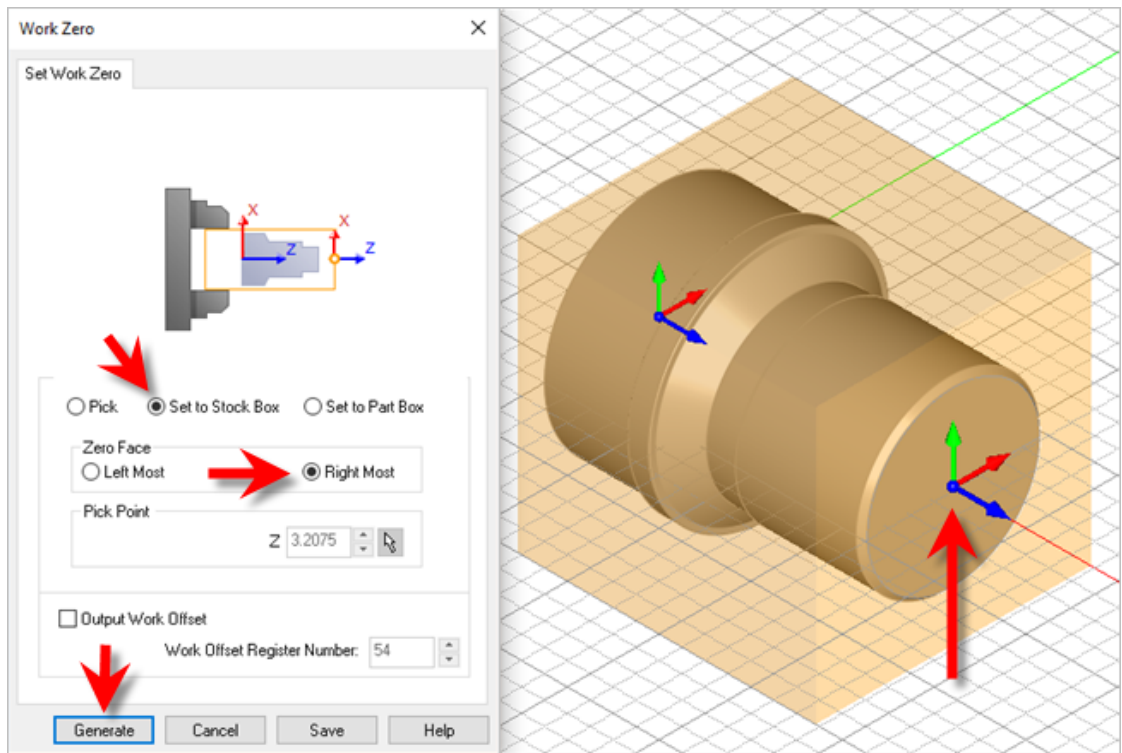 Work Zero
Set Work Zero
X
X
Z
Z
Pick
Set to Stock Box
Set to Part Box
Zero Face
Left Most
Right Most
Pick Point
Z 3.2075
Output Work Offset
Work Offset Register Number: 54
Generate
Cancel
Save
Help